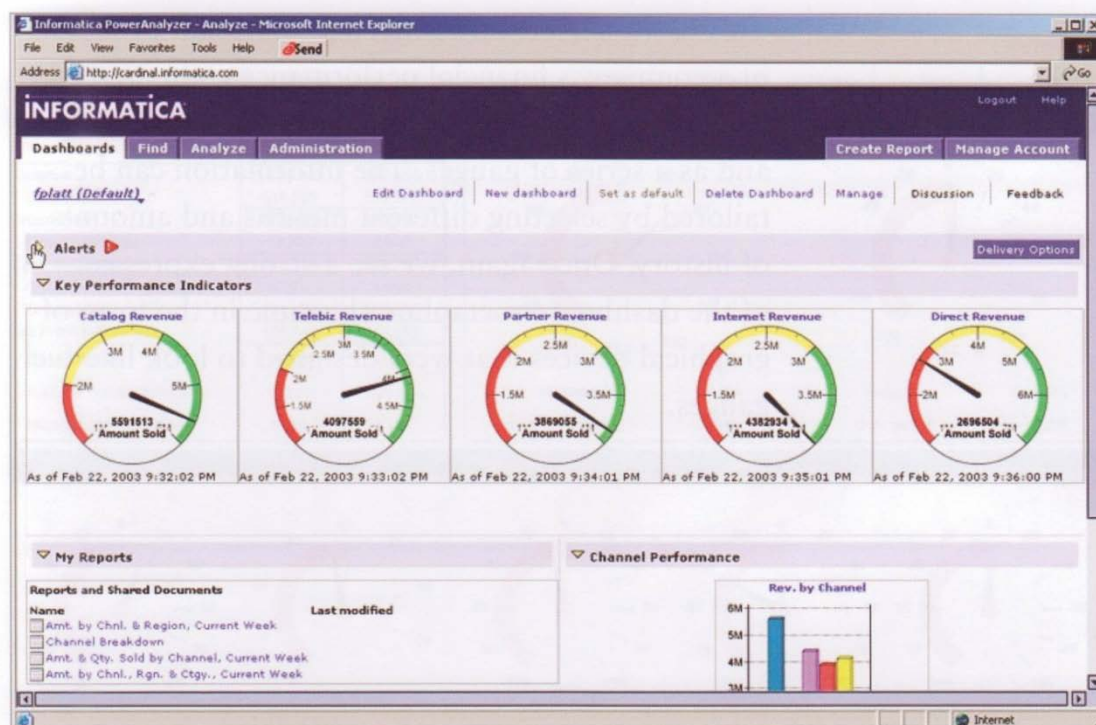 Informatica PowerAnalyzer - Analyze - Microsoft Internet Explorer
File Edit View Favorites Tools Help Send
Address http://cardinal.informatica.com Go
INFORMATICA
Logout Help
Dashboards Find Analyze Administration Create Report Manage Account
fplatt (Default) Edit Dashboard New dashboard Set as default Delete Dashboard Manage Discussion Feedback
Alerts Delivery Options
Key Performance Indicators
Catalog Revenue Telebiz Revenue Partner Revenue Internet Revenue Direct Revenue
2M 3M 4M 5M
1.5M 2M 2.5M 3M 3.5M 4M 4.5M
1.5M 2.5M 3.5M
1.5M 2.5M 3.5M
2M 3M 4M 5M 6M
5591513 4097559 3869055 4382934 2696504
Amount Sold Amount Sold Amount Sold Amount Sold Amount Sold
As of Feb 22, 2003 9:32:02 PM As of Feb 22, 2003 9:33:02 PM As of Feb 22, 2003 9:34:01 PM As of Feb 22, 2003 9:35:01 PM As of Feb 22, 2003 9:36:00 PM
My Reports Channel Performance
Reports and Shared Documents
Name Last modified
Amt. by Chnl. & Region, Current Week
Channel Breakdown
Amt. & Qty. Sold by Channel, Current Week
Amt. by Chnl., Rgn. & Ctgy., Current Week
Rev. by Channel
6M
5M
4M
3M
Internet